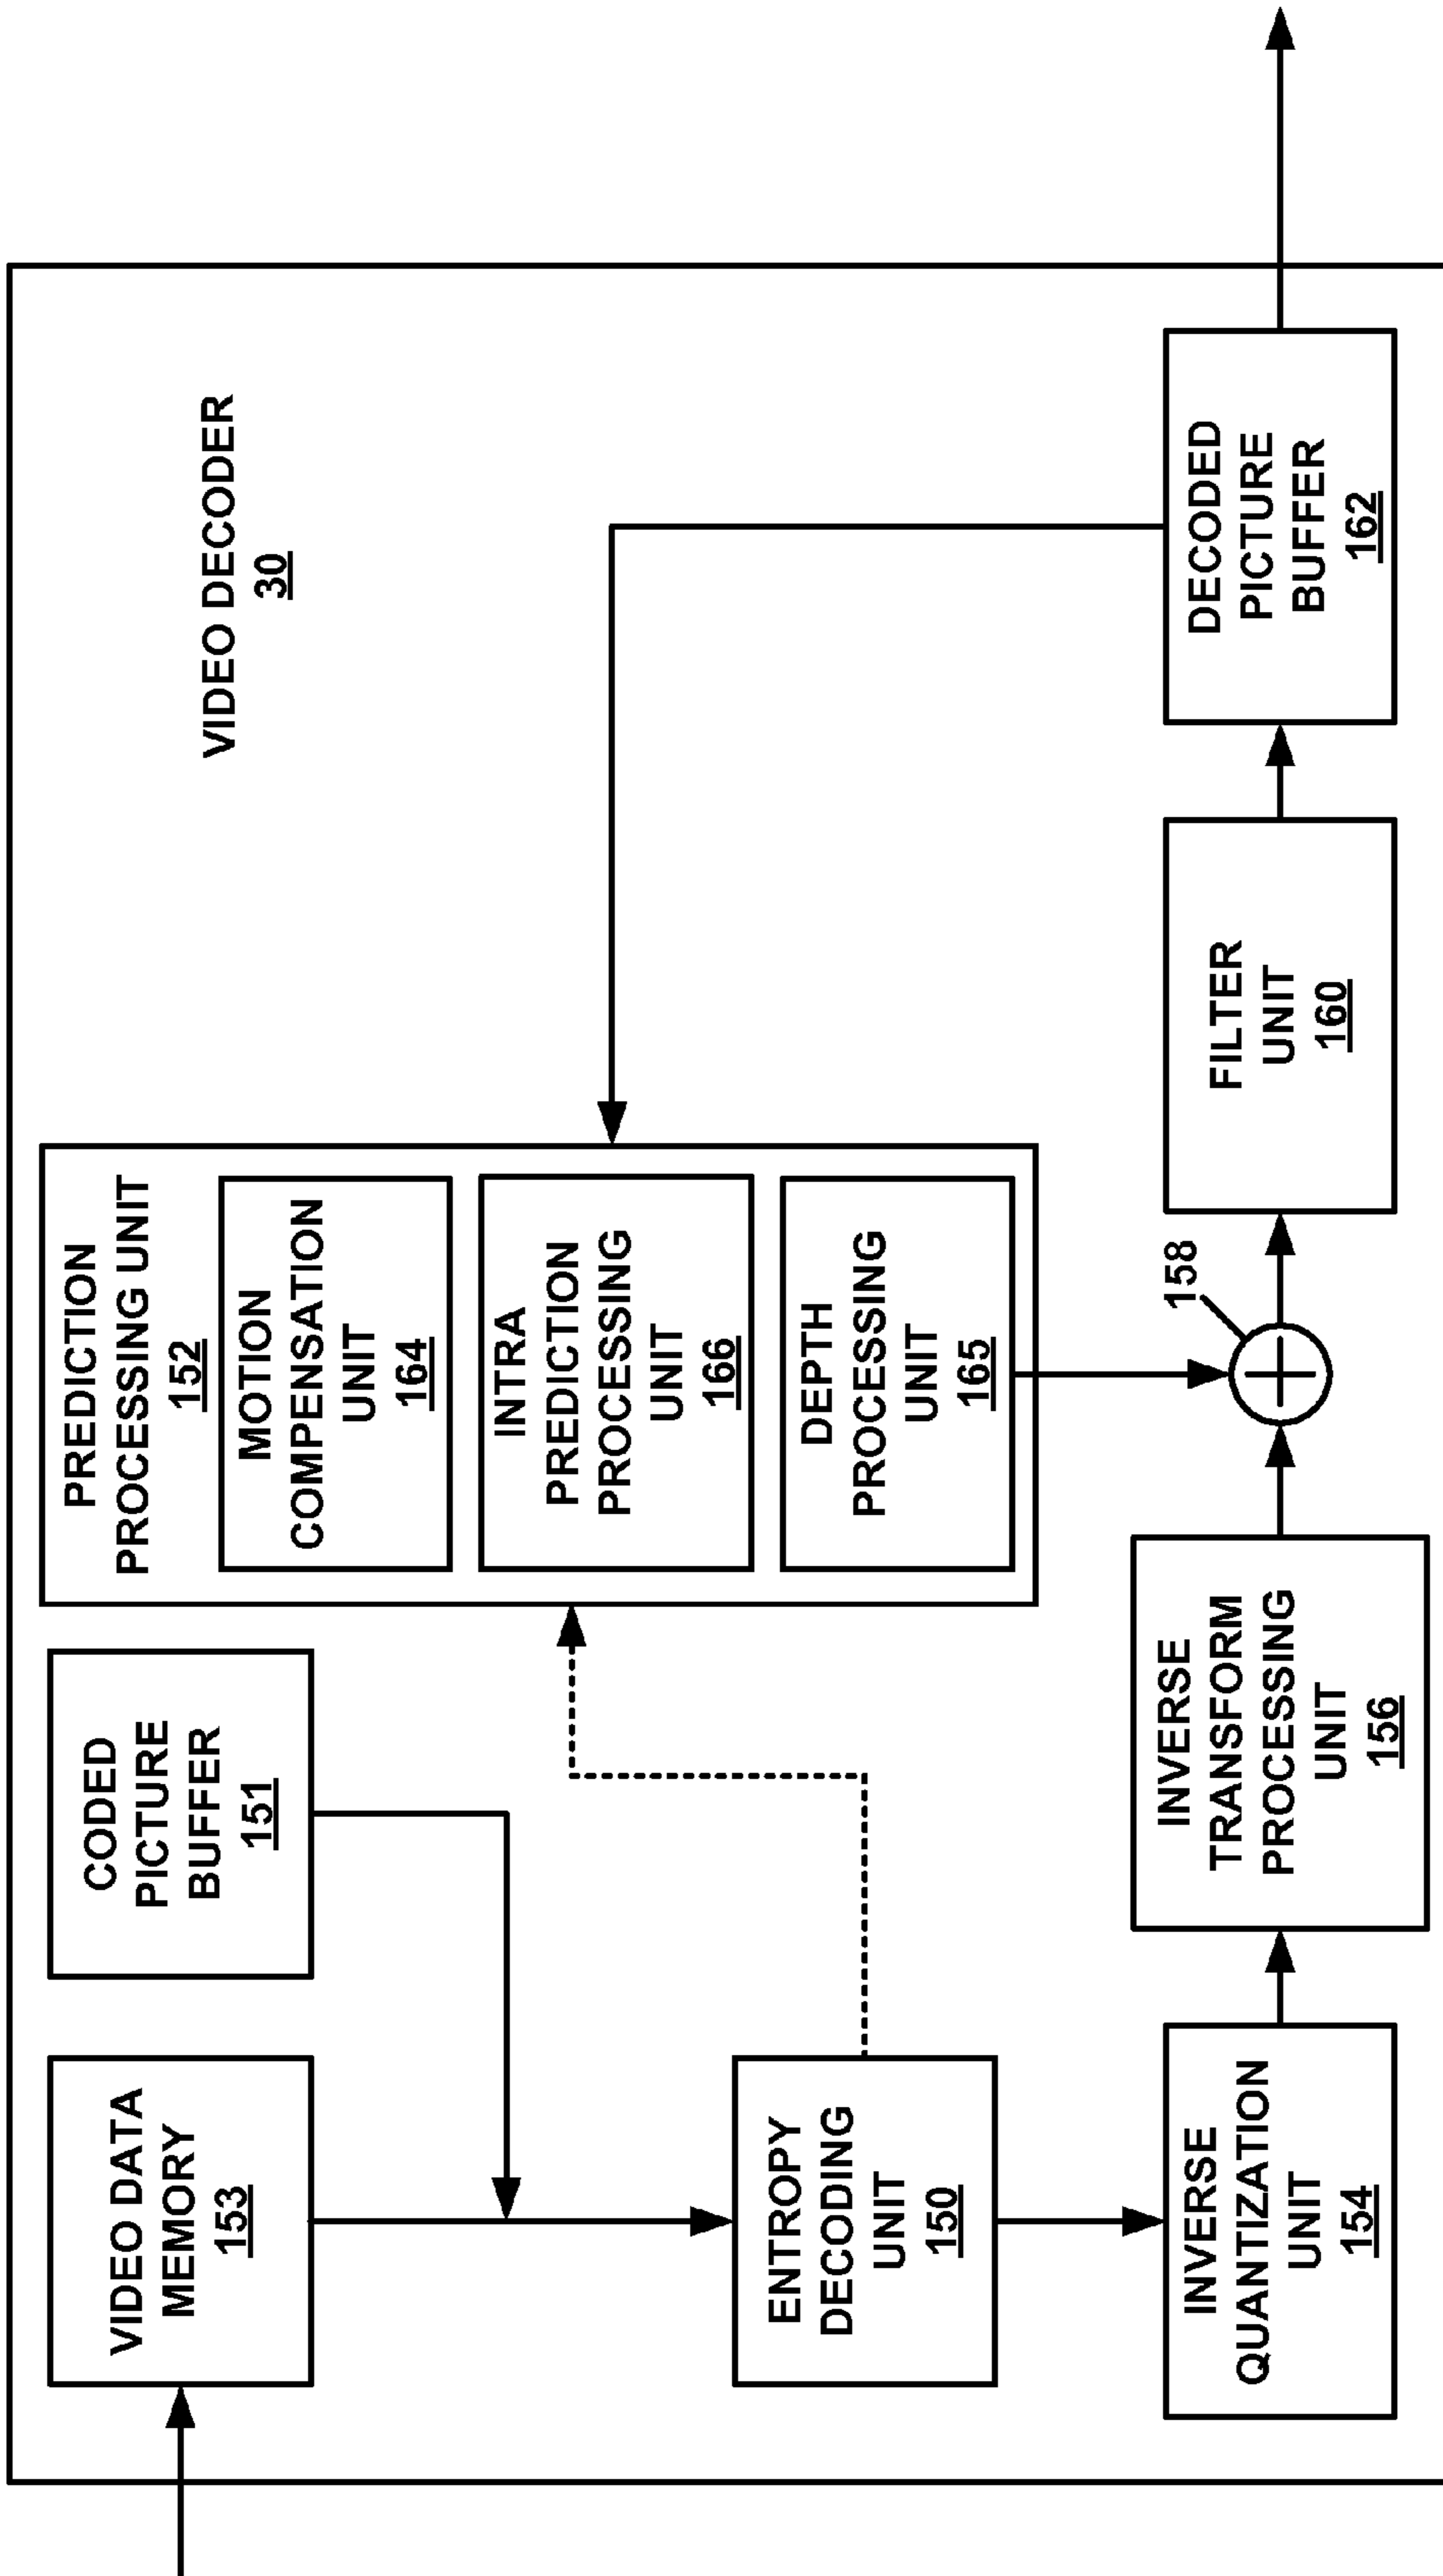 VIDEO DECODER
30
VIDEO DATA
MEMORY
153
CODED
PICTURE
BUFFER
151
PREDICTION
PROCESSING UNIT
152
MOTION
COMPENSATION
UNIT
164
INTRA
PREDICTION
PROCESSING
UNIT
166
DEPTH
PROCESSING
UNIT
165
ENTROPY
DECODING
UNIT
150
INVERSE
QUANTIZATION
UNIT
154
INVERSE
TRANSFORM
PROCESSING
UNIT
156
158
FILTER
UNIT
160
DECODED
PICTURE
BUFFER
162